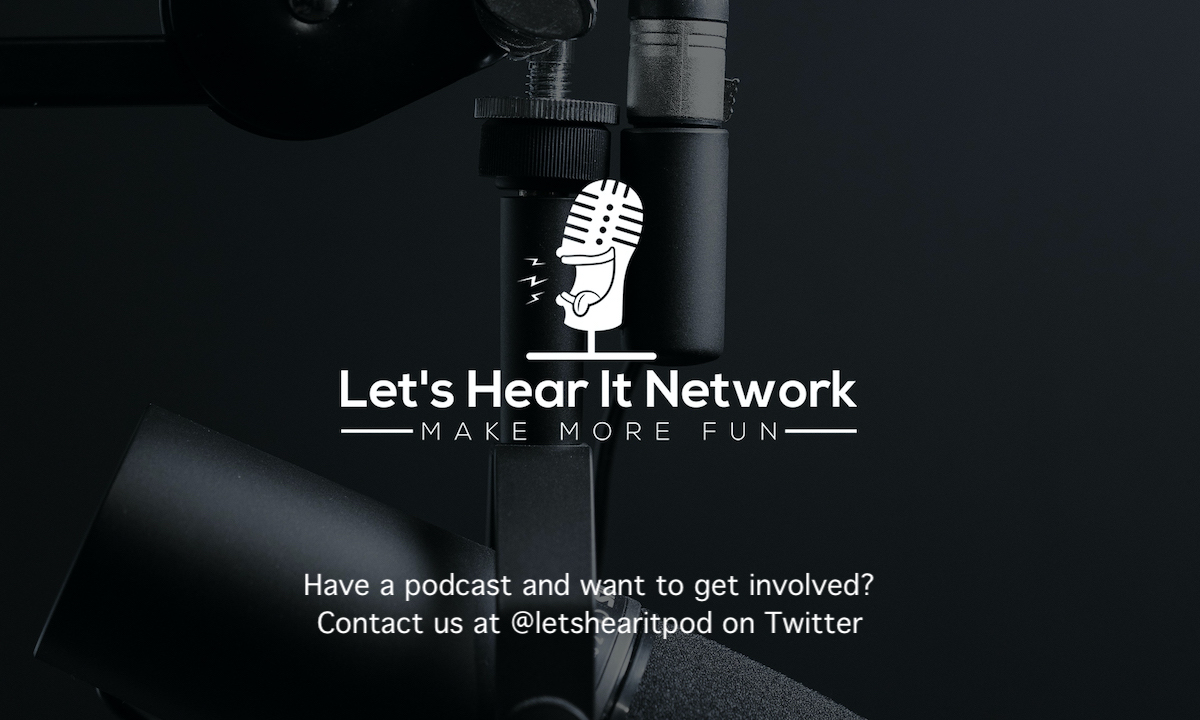 Let's Hear It Network
MAKE MORE FUN
Have a podcast and want to get involved?
Contact us at @letshearitpod on Twitter